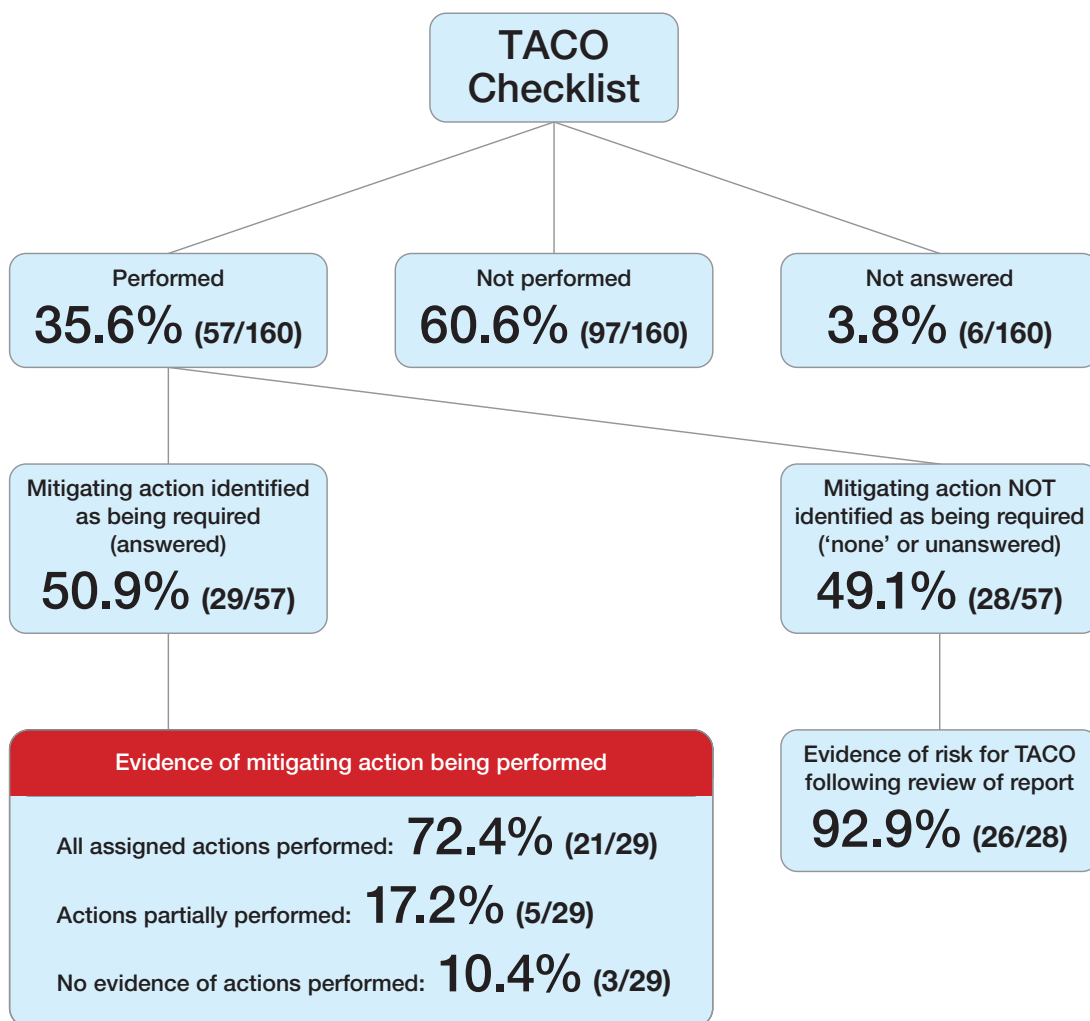 TACO
Checklist
Performed
35.6% (57/160)
Not performed
60.6% (97/160)
Not answered
3.8% (6/160)
Mitigating action identified
as being required
(answered)
50.9% (29/57)
Mitigating action NOT
identified as being required
(‘none’ or unanswered)
49.1% (28/57)
Evidence of mitigating action being performed
All assigned actions performed: 72.4% (21/29)
Actions partially performed: 17.2% (5/29)
No evidence of actions performed: 10.4% (3/29)
Evidence of risk for TACO
following review of report
92.9% (26/28)